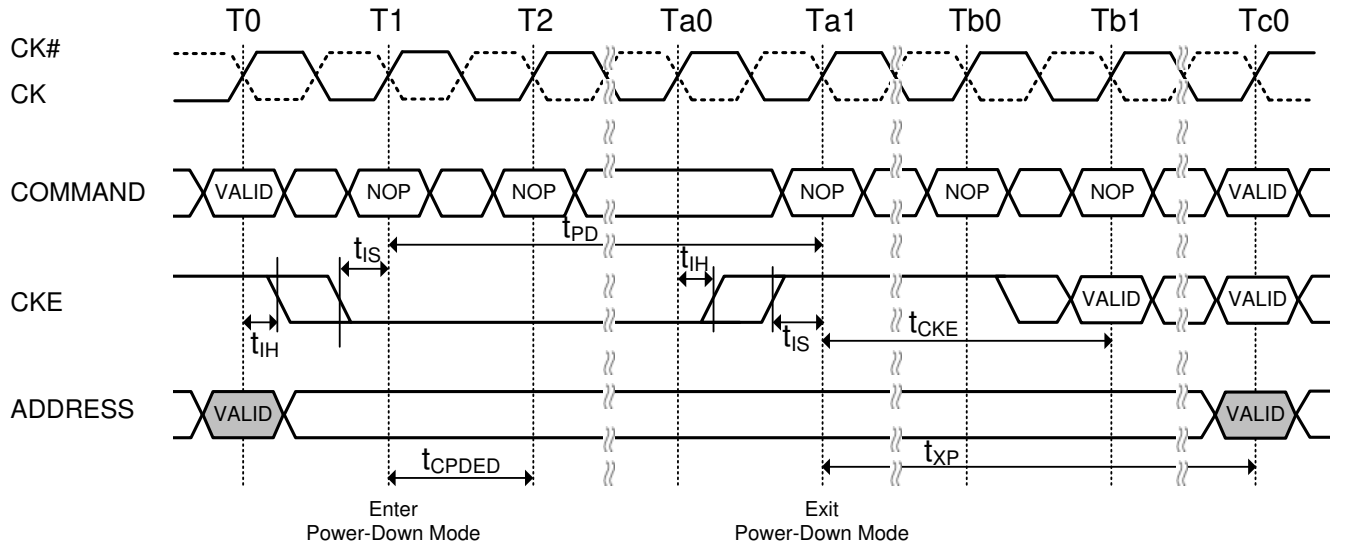 T0 T1 T2 Ta0 Ta1 Tb0 Tb1 Tc0
CK#
CK
COMMAND VALID NOP NOP NOP NOP NOP VALID
tPD
tIS tIH
CKE VALID VALID
tIH tIS tCKE
ADDRESS VALID VALID
tCPDED tXP
Enter
Power-Down Mode
Exit
Power-Down Mode